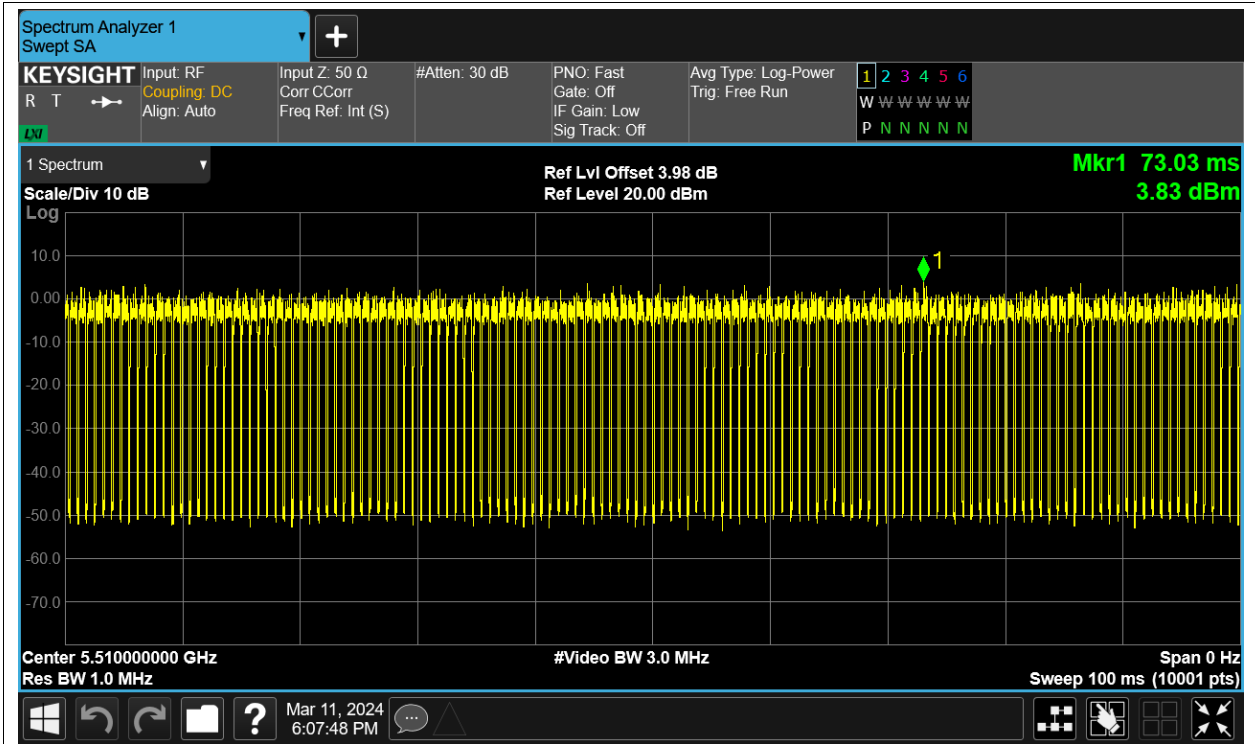 Spectrum Analyzer 1
Swept SA
+
KEYSIGHT
R T
LXI
Input: RF
Coupling: DC
Align: Auto
Input Z: 50 Ω
Corr CCorr
Freq Ref: Int (S)
#Atten: 30 dB
PNO: Fast
Gate: Off
IF Gain: Low
Sig Track: Off
Avg Type: Log-Power
Trig: Free Run
1 2 3 4 5 6
W W W W W W
P N N N N N
1 Spectrum
Scale/Div 10 dB
Log
Ref Lvl Offset 3.98 dB
Ref Level 20.00 dBm
Mkr1 73.03 ms
3.83 dBm
1
10.0
0.00
-10.0
-20.0
-30.0
-40.0
-50.0
-60.0
-70.0
Center 5.510000000 GHz
Res BW 1.0 MHz
#Video BW 3.0 MHz
Span 0 Hz
Sweep 100 ms (10001 pts)
?
Mar 11, 2024
6:07:48 PM